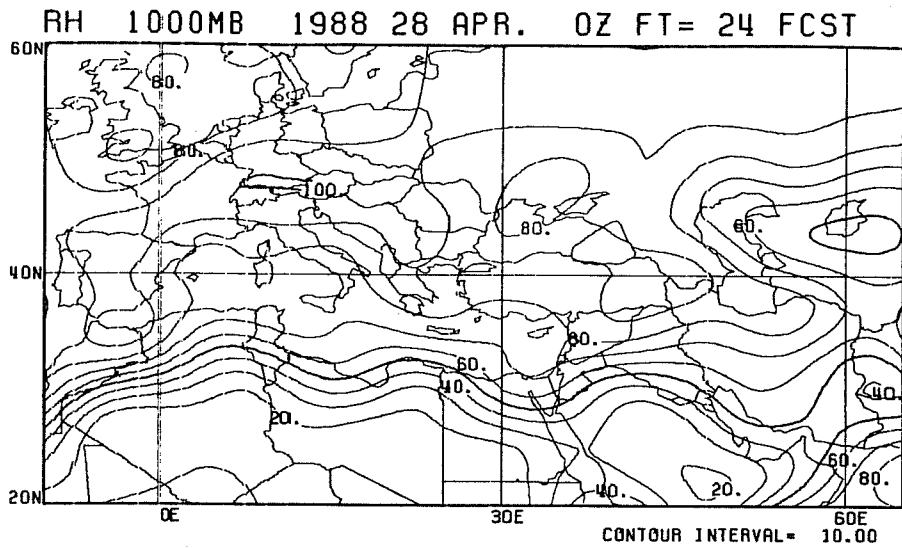 RH 1000MB 1988 28 APR. 0Z FT= 24 FCST
60N
80.
80.
100.
80.
60.
40N
80.
60.
40.
40.
20.
60.
80.
40.
20.
20N
0E 30E 60E
CONTOUR INTERVAL= 10.00